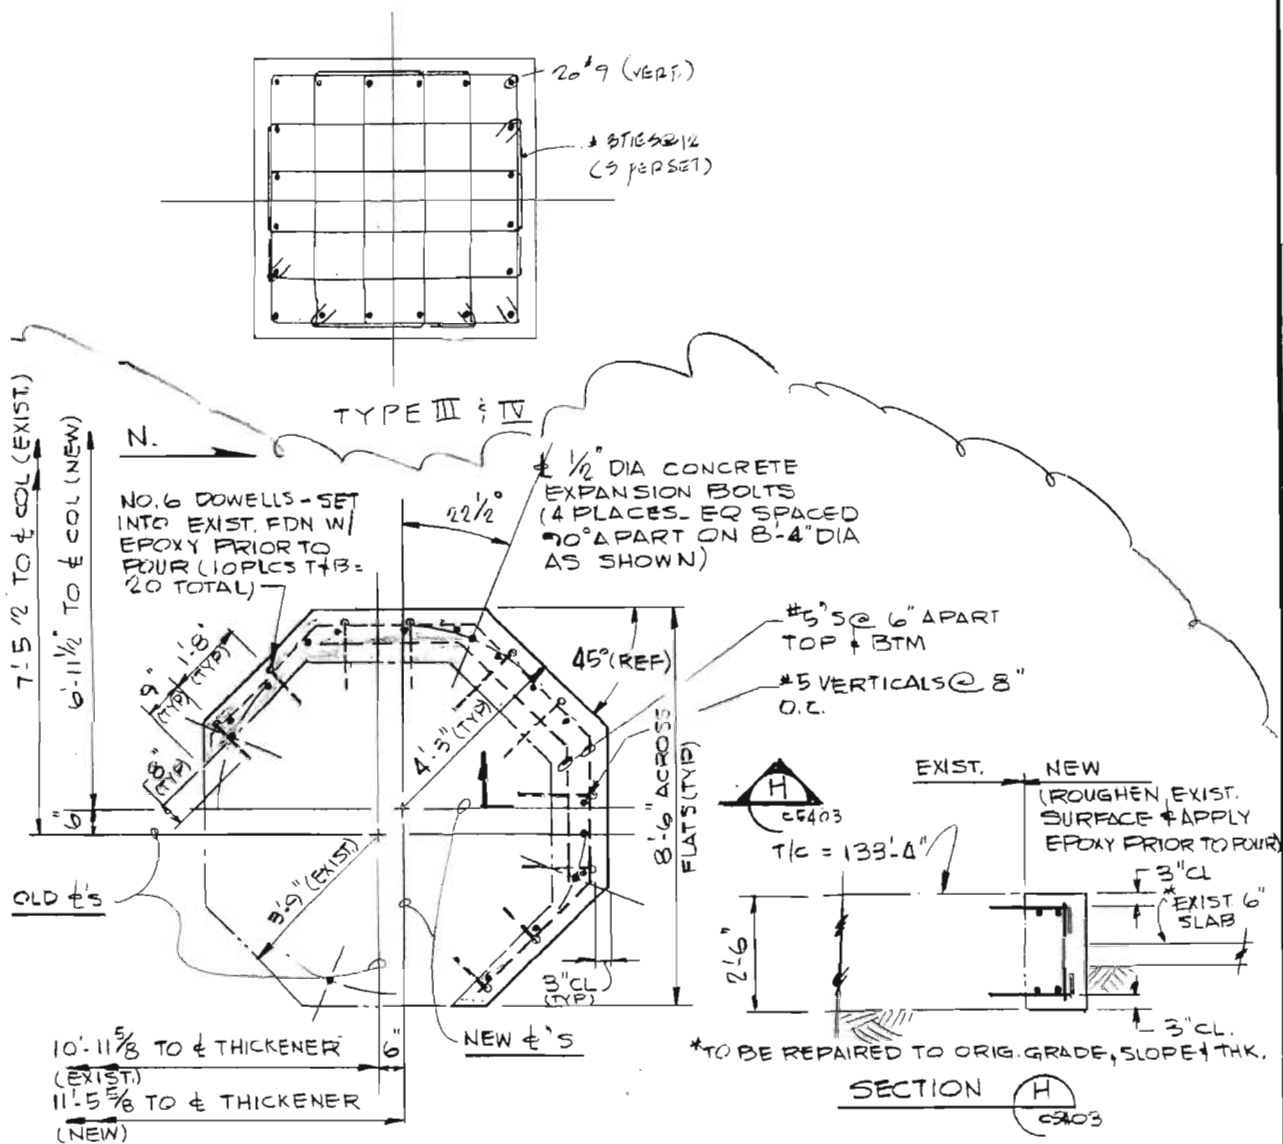 20 #9 (VERT.)
#3 TIES@12
(5 PER SET)
TYPE III & IV
N.
7'-5 1/2 TO ℄ COL (EXIST.)
6'-11 1/2" TO ℄ COL (NEW)
NO. 6 DOWELLS - SET
INTO EXIST. FDN W/
EPOXY PRIOR TO
POUR (10 PLCS T&B =
20 TOTAL)
22 1/2°
℄ 1/2" DIA CONCRETE
EXPANSION BOLTS
(4 PLACES - EQ SPACED
90° APART ON 8'-4" DIA
AS SHOWN)
#5'S @ 6" APART
TOP & BTM
#5 VERTICALS @ 8"
O.C.
45° (REF)
1'-8"
(TYP)
9"
(TYP)
8"
(TYP)
4'-3" (TYP)
8'-6" ACROSS
FLATS (TYP)
6"
OLD ℄'S
3'-9" (EXIST.)
3" CL
(TYP)
NEW ℄'S
6"
10'-11 5/8 TO ℄ THICKENER
(EXIST.)
11'-5 5/8 TO ℄ THICKENER
(NEW)
H
C5403
EXIST.
NEW
(ROUGHEN EXIST.
SURFACE & APPLY
EPOXY PRIOR TO POUR)
T/C = 133'-4"
3" CL
*EXIST 6"
SLAB
2'-6"
3" CL.
*TO BE REPAIRED TO ORIG. GRADE, SLOPE & THK.
SECTION H
C5403